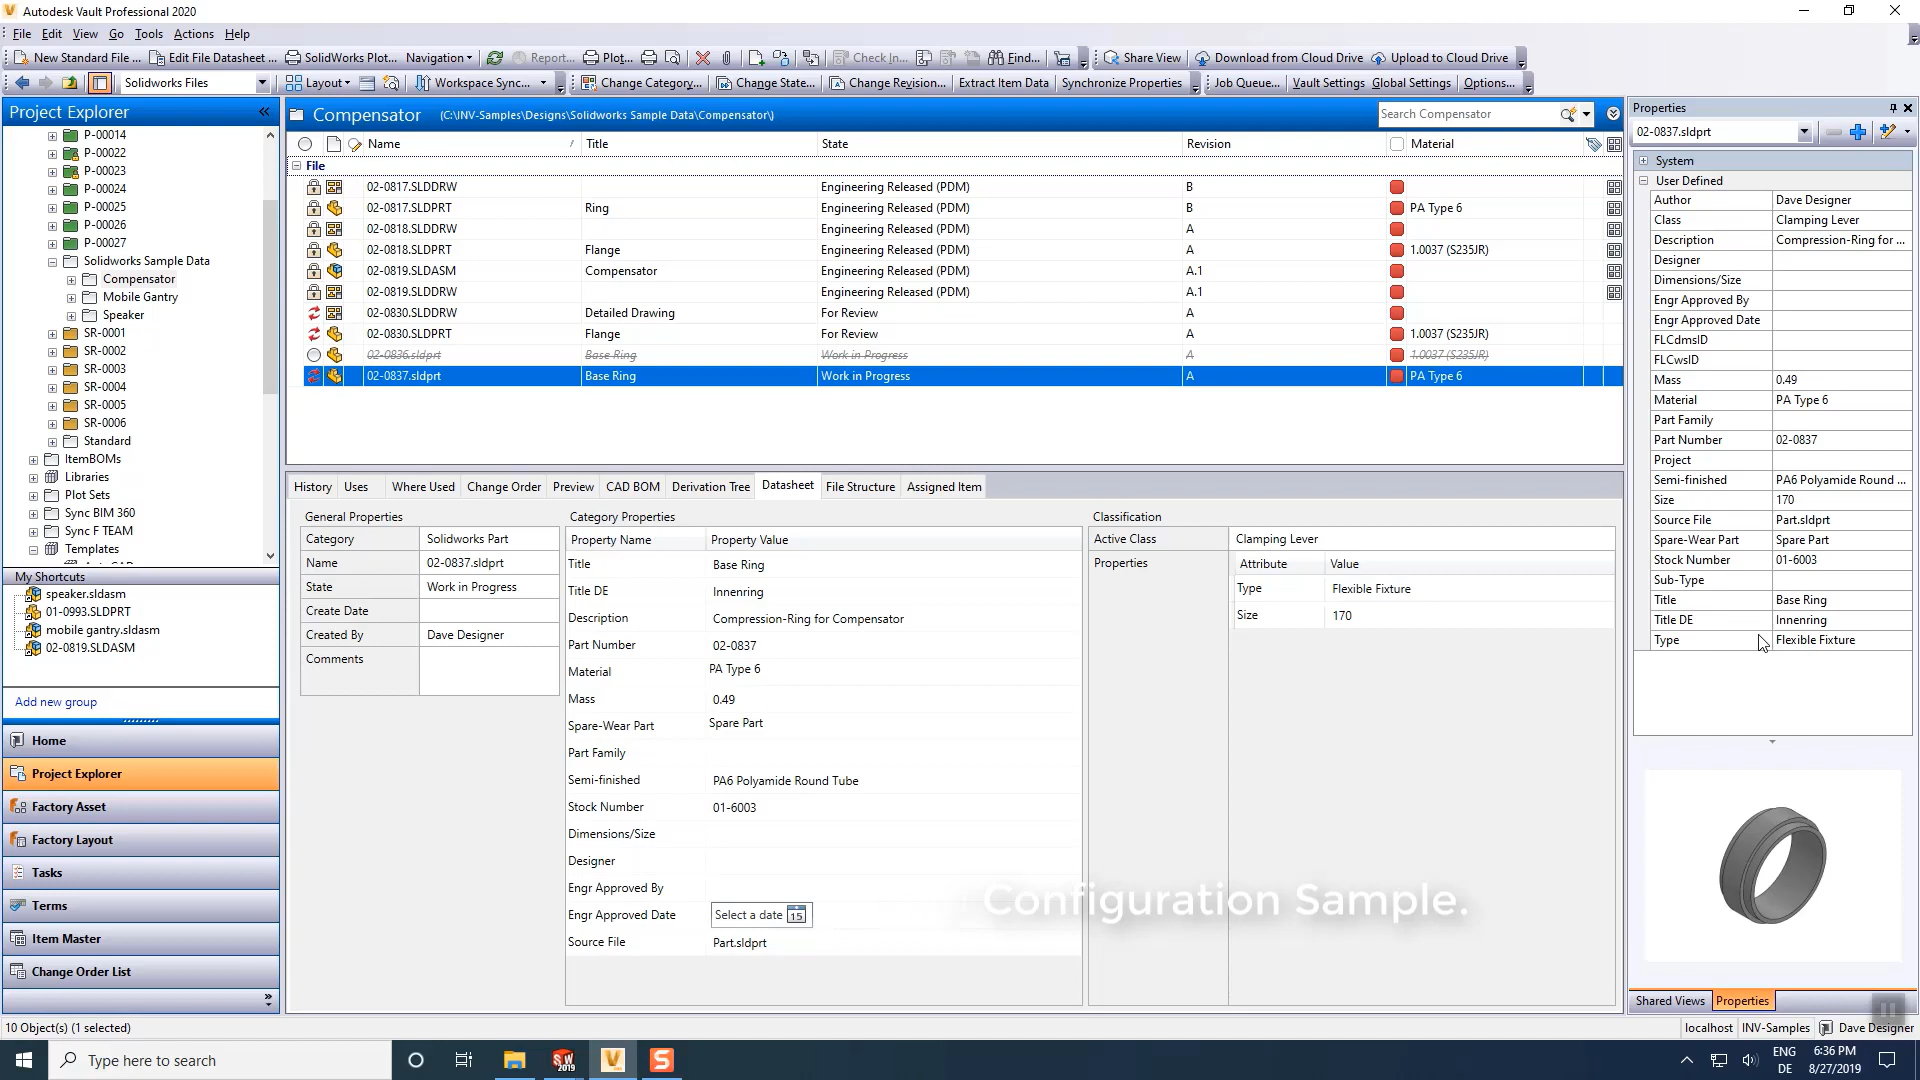 Autodesk Vault Professional 2020
File Edit View Go Tools Actions Help
New Standard File ... Edit File Datasheet ... SolidWorks Plot... Navigation Report... Plot... Check In... Find... Share View Download from Cloud Drive Upload to Cloud Drive
Solidworks Files Layout Workspace Sync... Change Category... Change State... Change Revision... Extract Item Data Synchronize Properties Job Queue... Vault Settings Global Settings Options...
Project Explorer
P-00014
P-00022
P-00023
P-00024
P-00025
P-00026
P-00027
Solidworks Sample Data
Compensator
Mobile Gantry
Speaker
SR-0001
SR-0002
SR-0003
SR-0004
SR-0005
SR-0006
Standard
ItemBOMs
Libraries
Plot Sets
Sync BIM 360
Sync F TEAM
Templates
My Shortcuts
speaker.sldasm
01-0993.SLDPRT
mobile gantry.sldasm
02-0819.SLDASM
Add new group
Home
Project Explorer
Factory Asset
Factory Layout
Tasks
Terms
Item Master
Change Order List
Compensator (C:\INV-Samples\Designs\Solidworks Sample Data\Compensator\) Search Compensator
Name Title State Revision Material
File
02-0817.SLDDRW Engineering Released (PDM) B
02-0817.SLDPRT Ring Engineering Released (PDM) B PA Type 6
02-0818.SLDDRW Engineering Released (PDM) A
02-0818.SLDPRT Flange Engineering Released (PDM) A 1.0037 (S235JR)
02-0819.SLDASM Compensator Engineering Released (PDM) A.1
02-0819.SLDDRW Engineering Released (PDM) A.1
02-0830.SLDDRW Detailed Drawing For Review A
02-0830.SLDPRT Flange For Review A 1.0037 (S235JR)
02-0836.sldprt Base Ring Work in Progress A 1.0037 (S235JR)
02-0837.sldprt Base Ring Work in Progress A PA Type 6
History Uses Where Used Change Order Preview CAD BOM Derivation Tree Datasheet File Structure Assigned Item
General Properties
Category Solidworks Part
Name 02-0837.sldprt
State Work in Progress
Create Date
Created By Dave Designer
Comments
Category Properties
Property Name Property Value
Title Base Ring
Title DE Innenring
Description Compression-Ring for Compensator
Part Number 02-0837
Material PA Type 6
Mass 0.49
Spare-Wear Part Spare Part
Part Family
Semi-finished PA6 Polyamide Round Tube
Stock Number 01-6003
Dimensions/Size
Designer
Engr Approved By
Engr Approved Date Select a date 15
Source File Part.sldprt
Classification
Active Class Clamping Lever
Properties Attribute Value
Type Flexible Fixture
Size 170
Configuration Sample.
Properties
02-0837.sldprt
System
User Defined
Author Dave Designer
Class Clamping Lever
Description Compression-Ring for ...
Designer
Dimensions/Size
Engr Approved By
Engr Approved Date
FLCdmsID
FLCwsID
Mass 0.49
Material PA Type 6
Part Family
Part Number 02-0837
Project
Semi-finished PA6 Polyamide Round ...
Size 170
Source File Part.sldprt
Spare-Wear Part Spare Part
Stock Number 01-6003
Sub-Type
Title Base Ring
Title DE Innenring
Type Flexible Fixture
Shared Views Properties
10 Object(s) (1 selected) localhost INV-Samples Dave Designer
Type here to search SW 2019 V S ENG DE 6:36 PM 8/27/2019